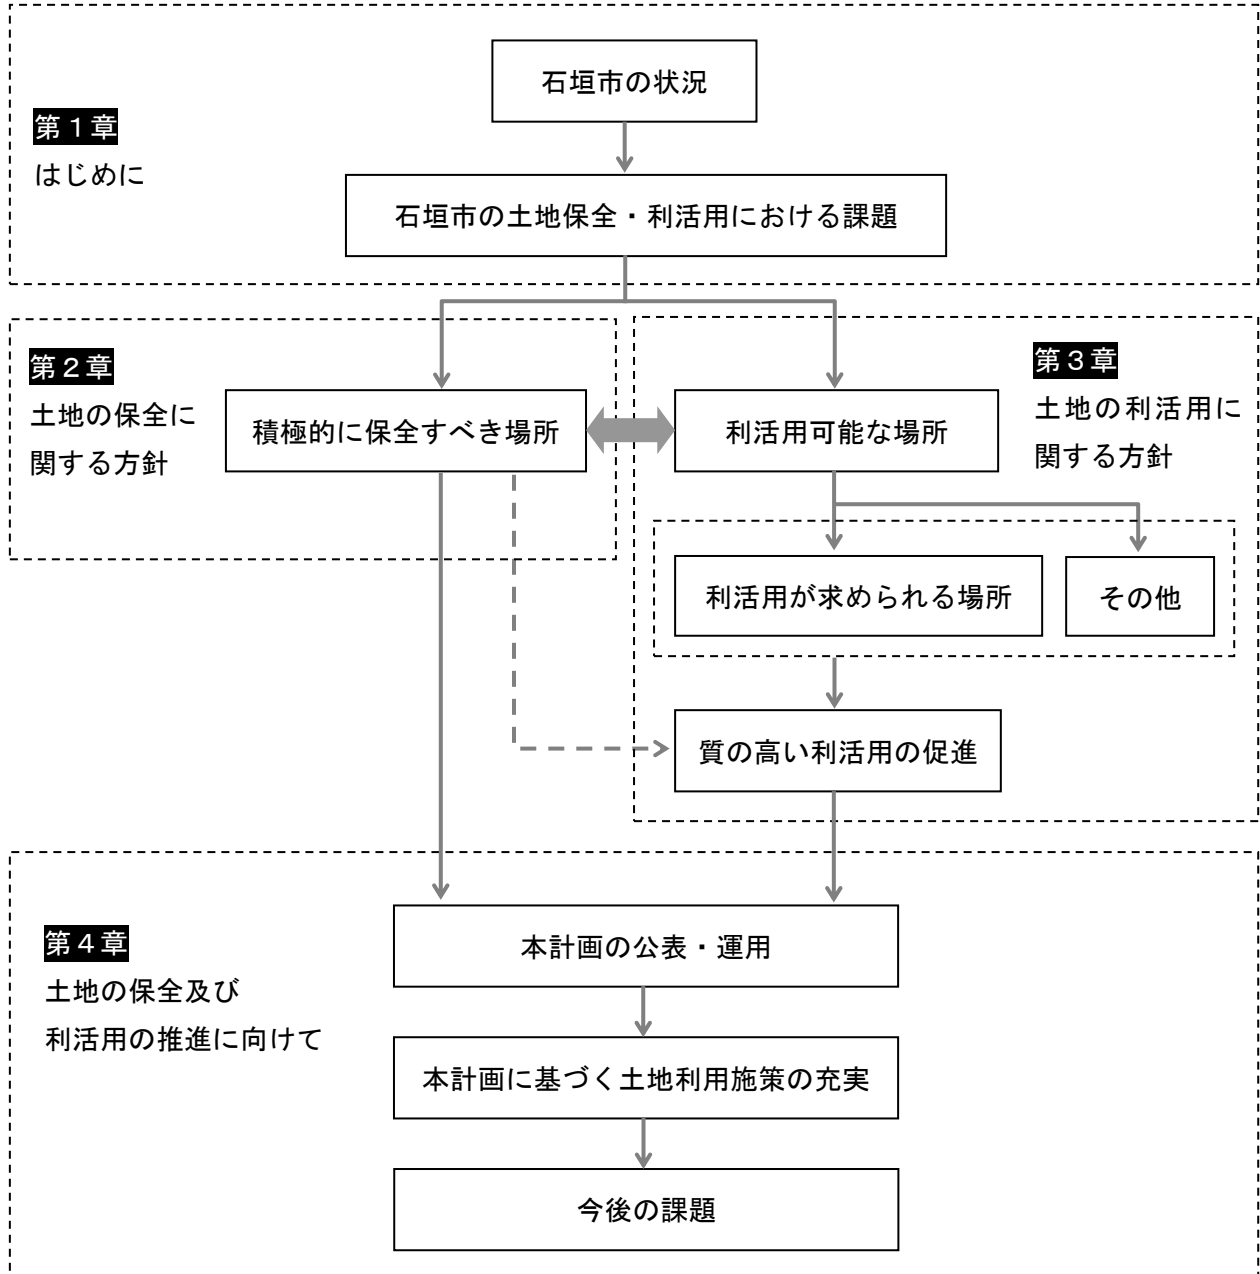 石垣市の状況
第１章
はじめに
石垣市の土地保全・利活用における課題
第２章
土地の保全に
関する方針
積極的に保全すべき場所
第３章
土地の利活用に
関する方針
利活用可能な場所
利活用が求められる場所
その他
質の高い利活用の促進
第４章
土地の保全及び
利活用の推進に向けて
本計画の公表・運用
本計画に基づく土地利用施策の充実
今後の課題